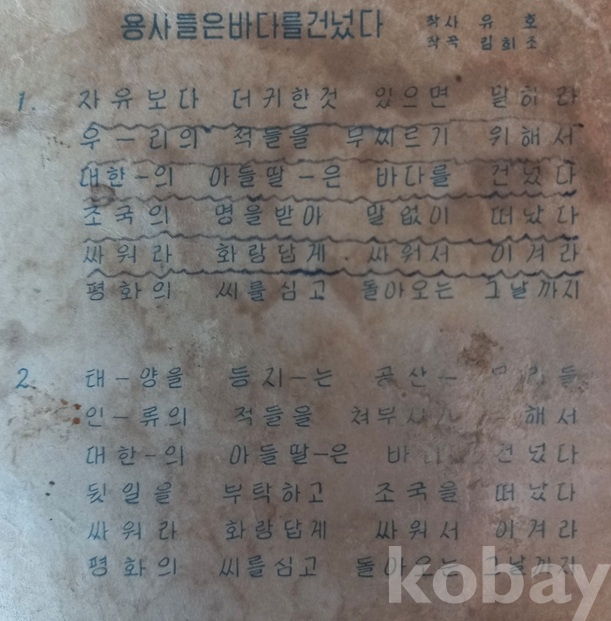 용사들은바다를건넜다
작사 유 호
작곡 김희조
1. 자유보다 더귀한것 있으면 말하라
우-리의 적들을 무찌르기 위해서
대한-의 아들딸-은 바다를 건넜다
조국의 명을받아 말없이 떠났다
싸워라 화랑답게. 싸워서 이겨라
평화의 씨를심고 돌아오는 그날까지
2. 태-양을 등지-는 공산-
인-류의 적들을 해서
대한-의 아들딸-은 건넜다
뒷일을 부탁하고 조국을 떠났다
싸워라 화랑답게 싸워서 이겨라
평화의 씨를심고 돌아오는 그날까지
kobay